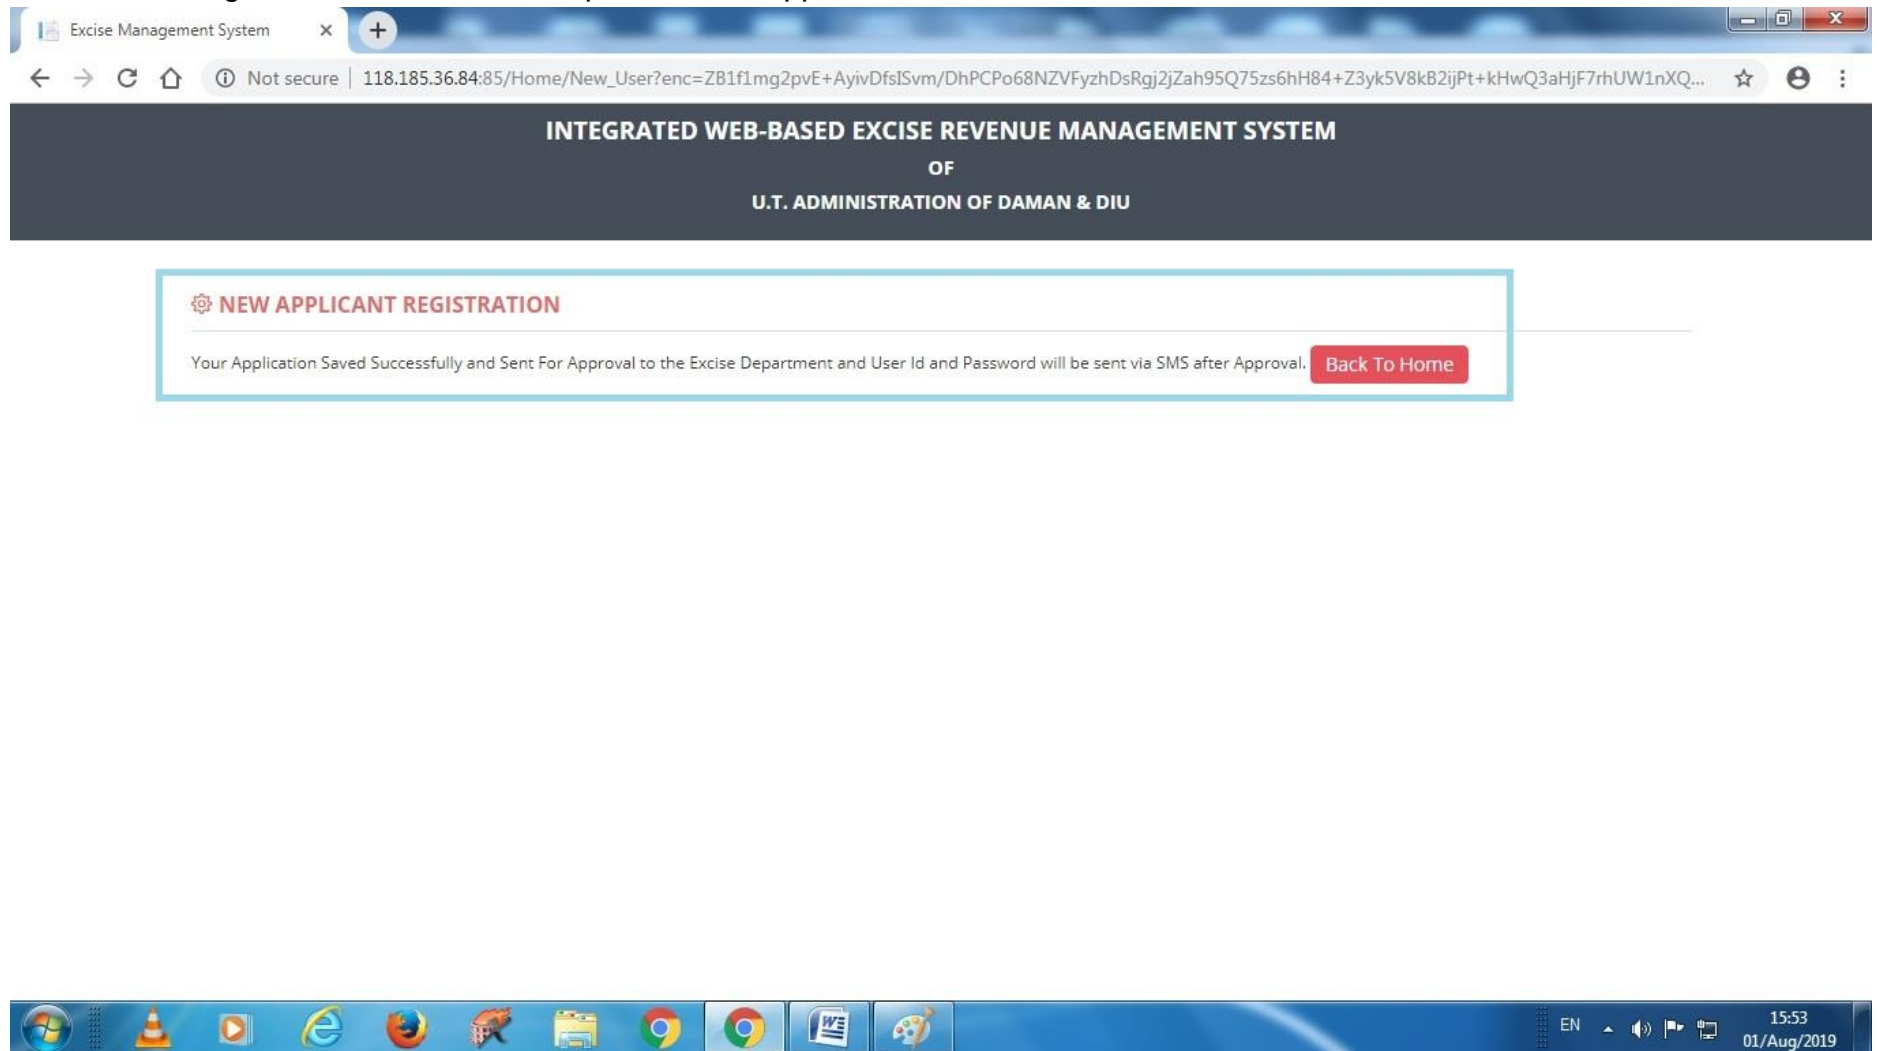 Excise Management System
Not secure | 118.185.36.84:85/Home/New_User?enc=ZB1f1mg2pvE+AyivDfsISvm/DhPCPo68NZVFyzhDsRgj2jZah95Q75zs6hH84+Z3yk5V8kB2ijPt+kHwQ3aHjF7rhUW1nXQ...
INTEGRATED WEB-BASED EXCISE REVENUE MANAGEMENT SYSTEM
OF
U.T. ADMINISTRATION OF DAMAN & DIU
NEW APPLICANT REGISTRATION
Your Application Saved Successfully and Sent For Approval to the Excise Department and User Id and Password will be sent via SMS after Approval. Back To Home
EN
15:53
01/Aug/2019